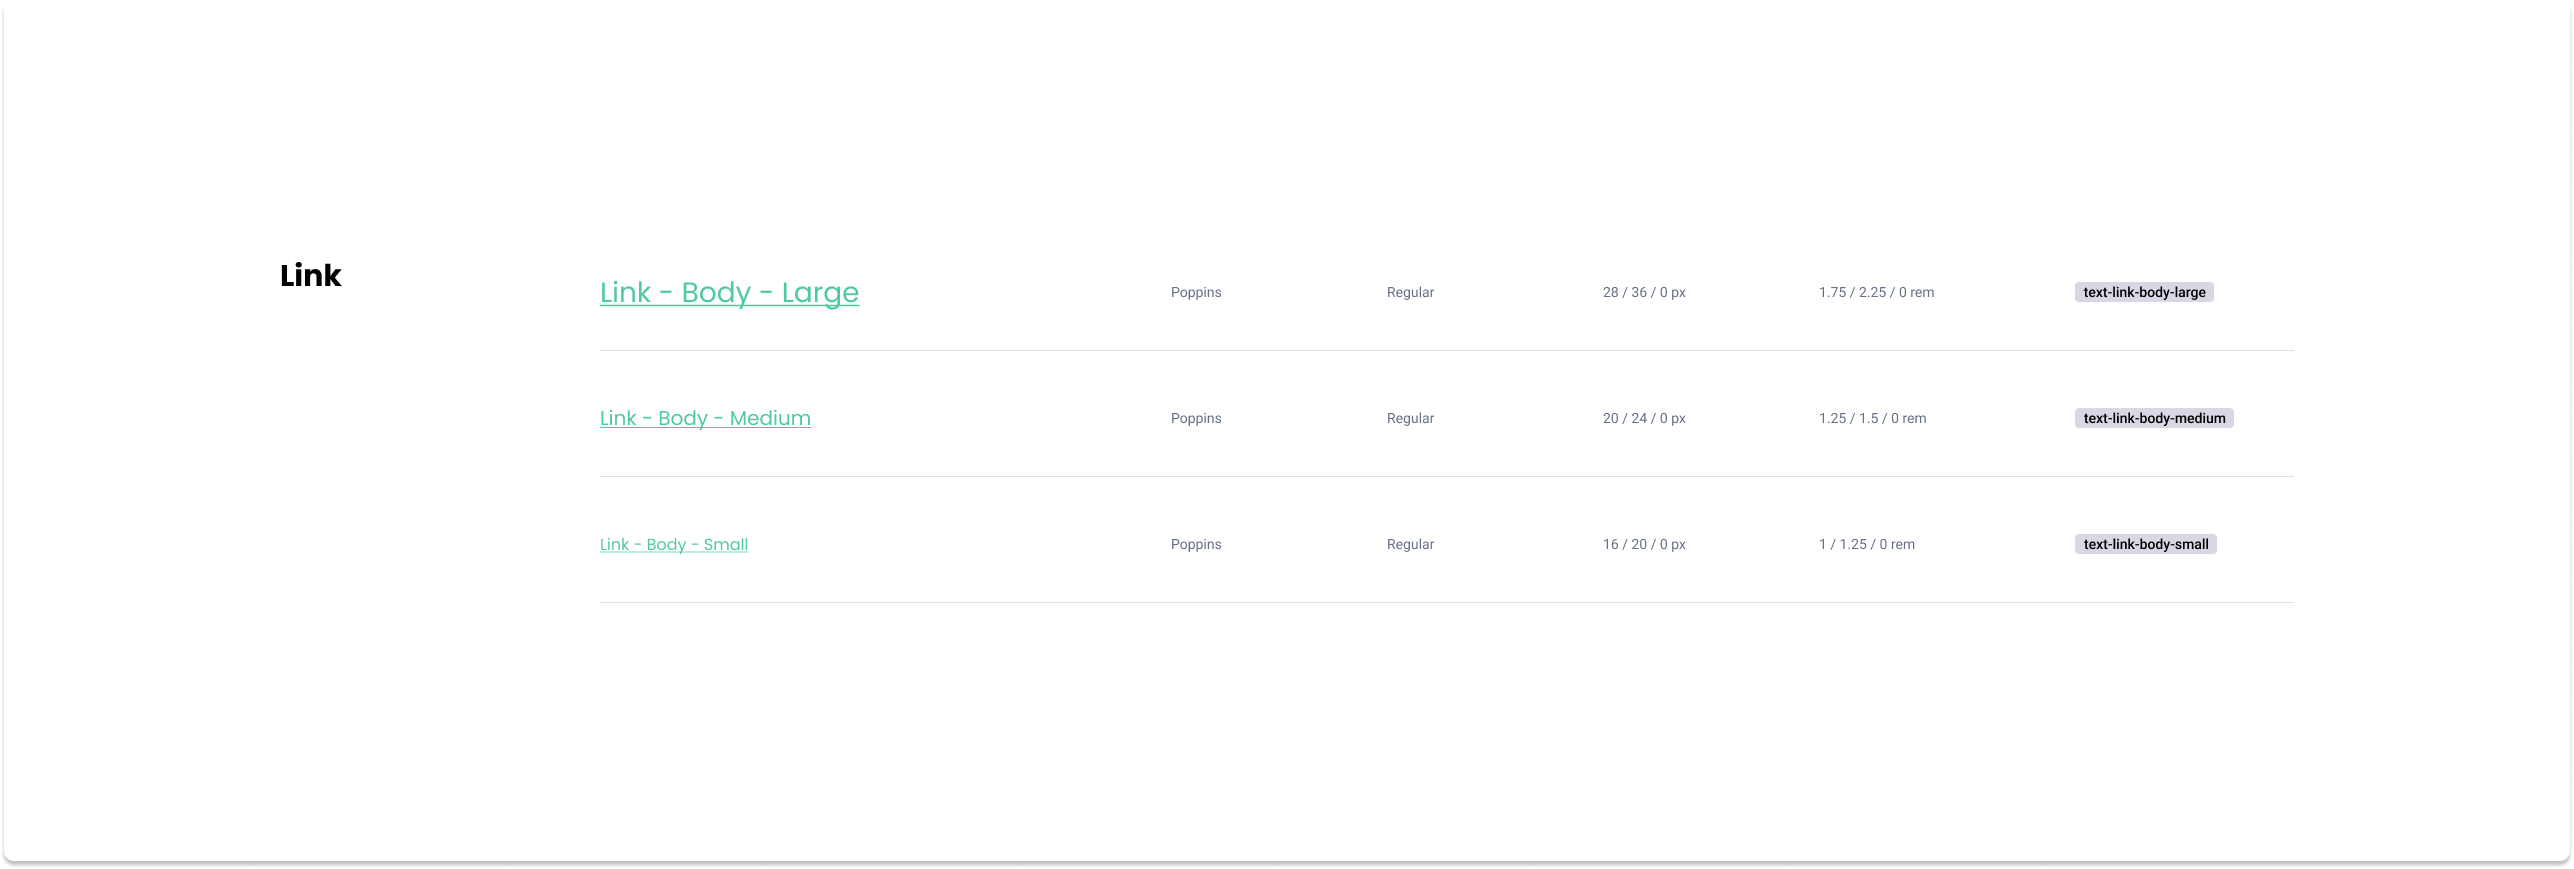 Link
Link - Body - Large Poppins Regular 28 / 36 / 0 px 1.75 / 2.25 / 0 rem text-link-body-large
Link - Body - Medium Poppins Regular 20 / 24 / 0 px 1.25 / 1.5 / 0 rem text-link-body-medium
Link - Body - Small Poppins Regular 16 / 20 / 0 px 1 / 1.25 / 0 rem text-link-body-small